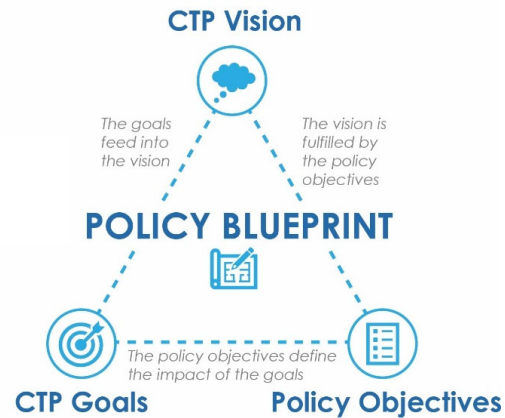 CTP Vision
The goals
feed into
the vision
The vision is
fulfilled by
the policy
objectives
POLICY BLUEPRINT
The policy objectives define
the impact of the goals
CTP Goals
Policy Objectives